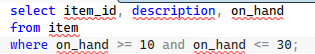 select item_id, description, on_hand
from item
where on_hand >= 10 and on_hand <= 30;